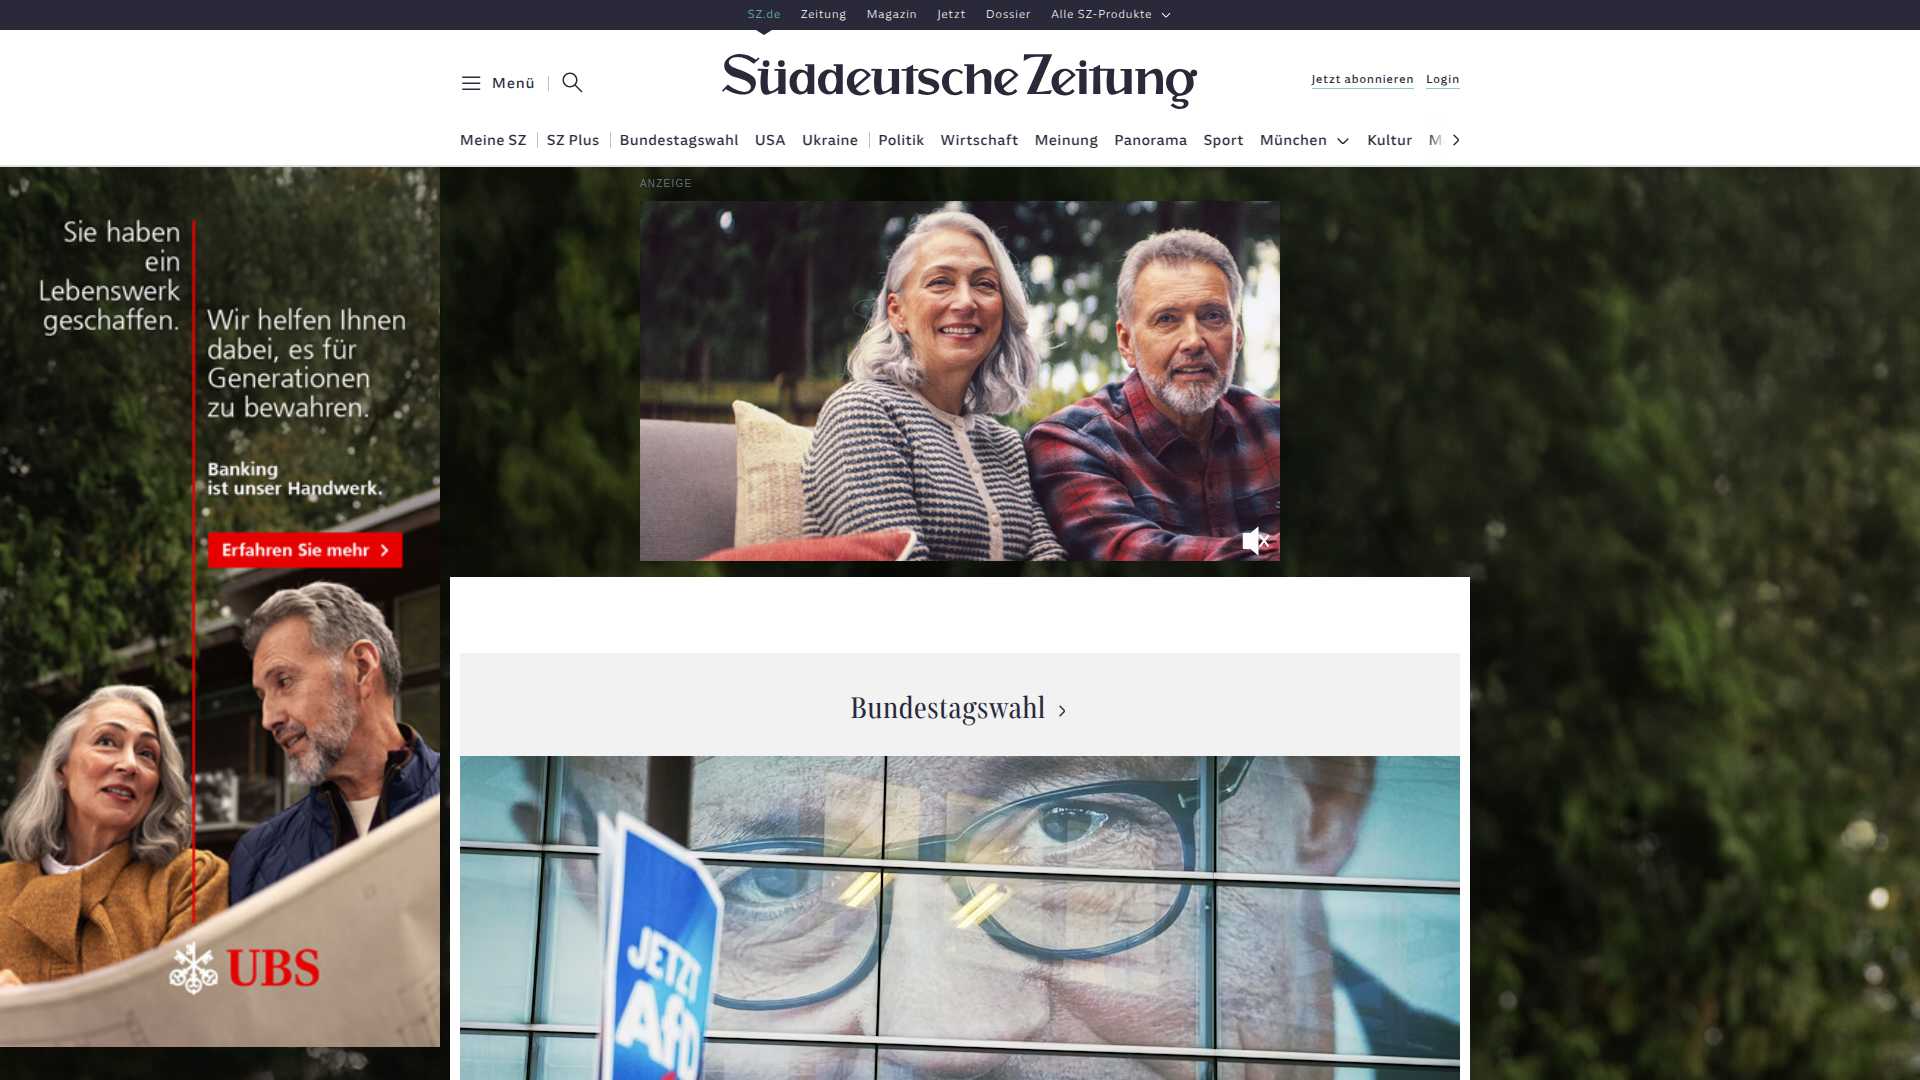 SZ.de Zeitung Magazin Jetzt Dossier Alle SZ-Produkte
Menü
Süddeutsche Zeitung
Jetzt abonnieren Login
Meine SZ SZ Plus Bundestagswahl USA Ukraine Politik Wirtschaft Meinung Panorama Sport München Kultur M
ANZEIGE
Sie haben
ein
Lebenswerk
geschaffen.
Wir helfen Ihnen
dabei, es für
Generationen
zu bewahren.
Banking
ist unser Handwerk.
Erfahren Sie mehr
UBS
Bundestagswahl
JETZT
AfD